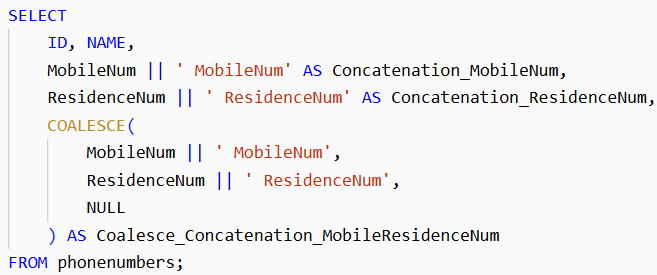 SELECT
ID, NAME,
MobileNum || ' MobileNum' AS Concatenation_MobileNum,
ResidenceNum || ' ResidenceNum' AS Concatenation_ResidenceNum,
COALESCE(
MobileNum || ' MobileNum',
ResidenceNum || ' ResidenceNum',
NULL
) AS Coalesce_Concatenation_MobileResidenceNum
FROM phonenumbers;